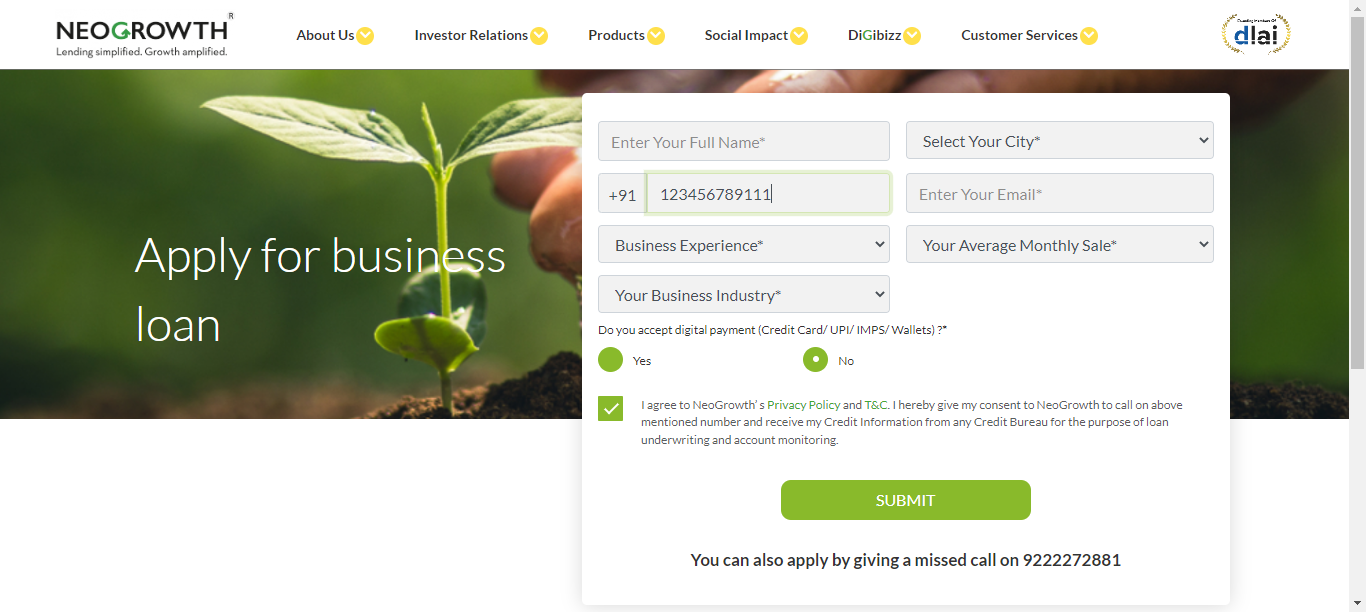 NEOGROWTH R
Lending simplified. Growth amplified.
About Us
Investor Relations
Products
Social Impact
DiGibizz
Customer Services
Founding Members Of
dlai
Apply for business
loan
Enter Your Full Name*
Select Your City*
+91
123456789111
Enter Your Email*
Business Experience*
Your Average Monthly Sale*
Your Business Industry*
Do you accept digital payment (Credit Card/ UPI/ IMPS/ Wallets) ?*
Yes
No
I agree to NeoGrowth’ s Privacy Policy and T&C. I hereby give my consent to NeoGrowth to call on above
mentioned number and receive my Credit Information from any Credit Bureau for the purpose of loan
underwriting and account monitoring.
SUBMIT
You can also apply by giving a missed call on 9222272881